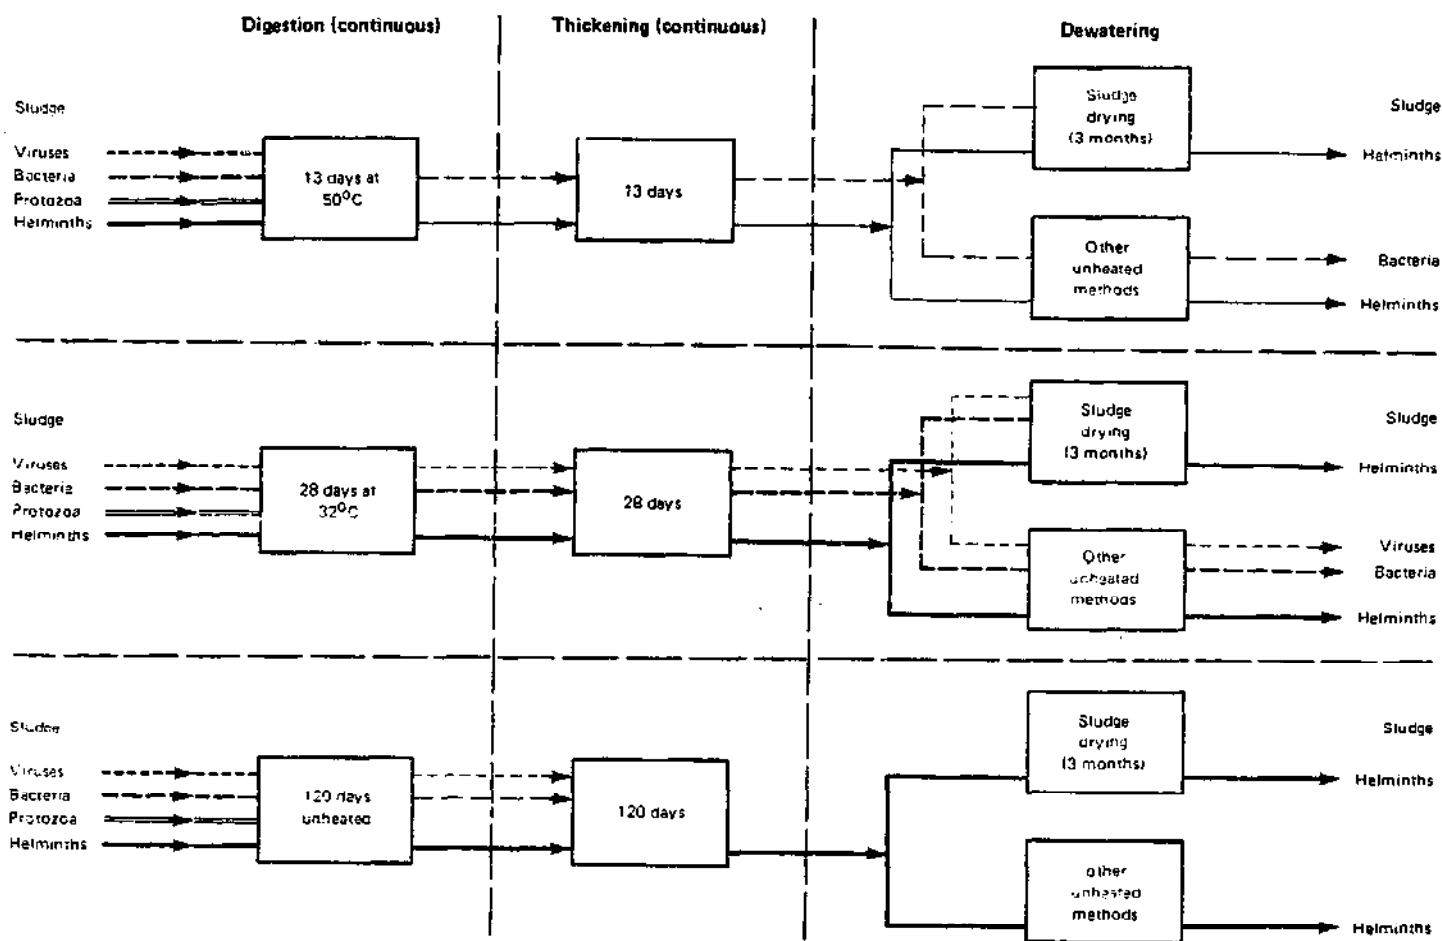 Digestion (continuous)
Thickening (continuous)
Dewatering
Sludge
Viruses
Bacteria
Protozoa
Helminths
13 days at
50°C
13 days
Sludge
drying
(3 months)
Other
unheated
methods
Sludge
Helminths
Bacteria
Helminths
Sludge
Viruses
Bacteria
Protozoa
Helminths
28 days at
32°C
28 days
Sludge
drying
(3 months)
Other
unheated
methods
Sludge
Helminths
Viruses
Bacteria
Helminths
Sludge
Viruses
Bacteria
Protozoa
Helminths
120 days
unheated
120 days
Sludge
drying
(3 months)
other
unheated
methods
Sludge
Helminths
Helminths